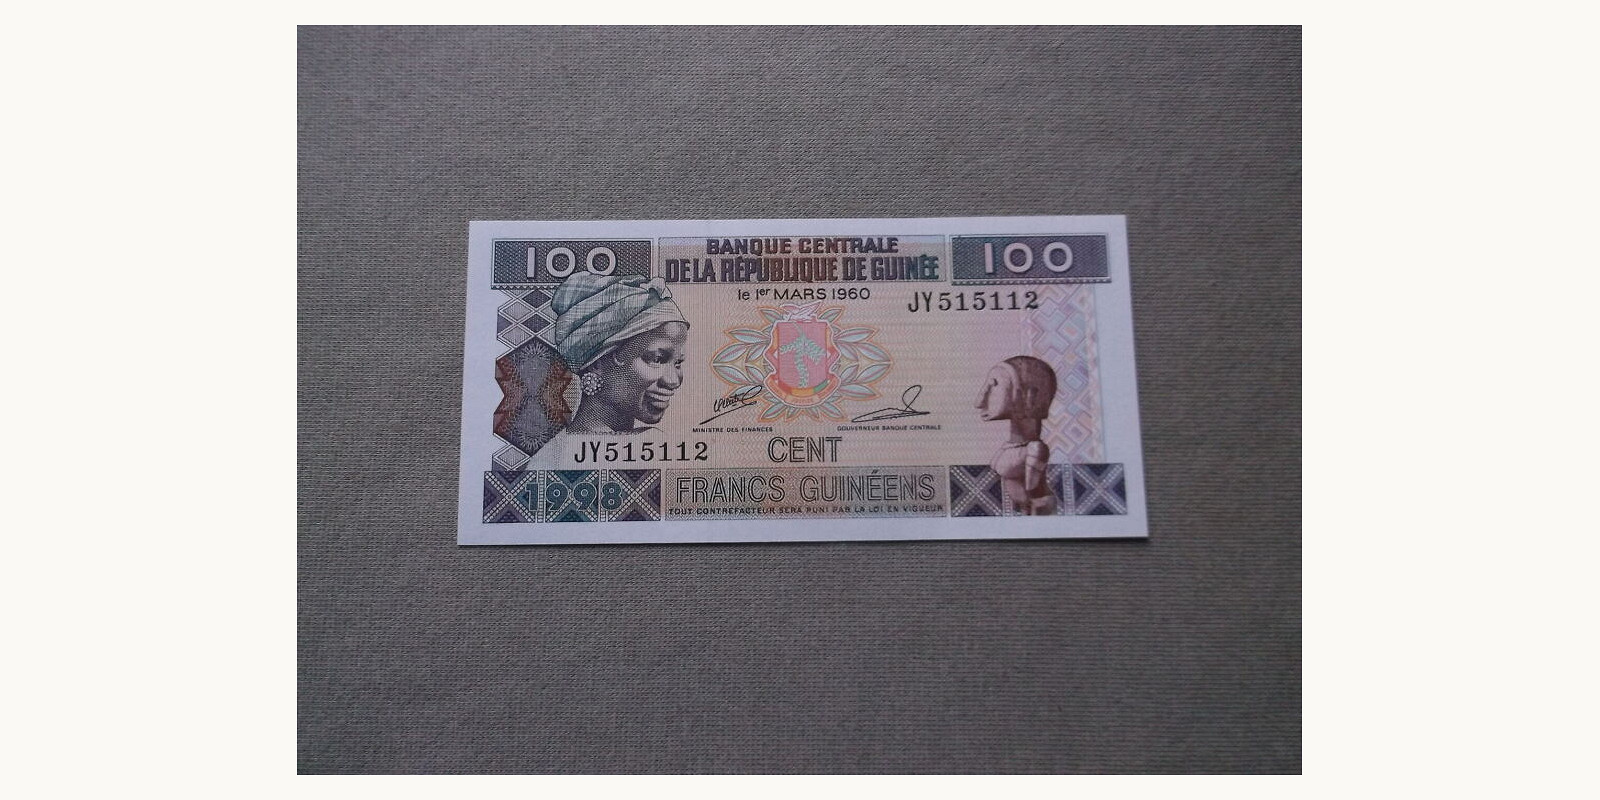 100
BANQUE CENTRALE
DE LA RÉPUBLIQUE DE GUINÉE
100
le 1er MARS 1960
JY515112
MINISTRE DES FINANCES
GOUVERNEUR BANQUE CENTRALE
JY515112
CENT
1998
FRANCS GUINÉENS
TOUT CONTREFACTEUR SERA PUNI PAR LA LOI EN VIGUEUR